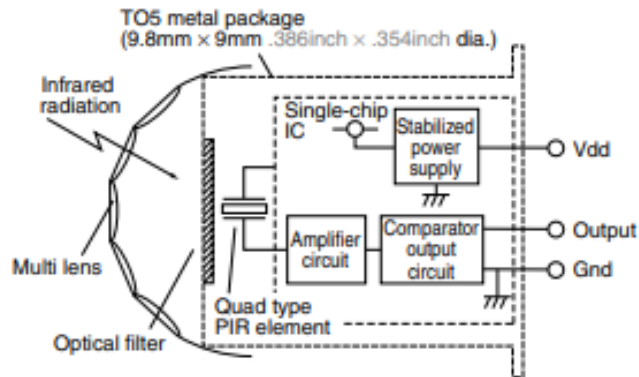 TO5 metal package
(9.8mm × 9mm .386inch × .354inch dia.)
Infrared
radiation
Single-chip
IC
Stabilized
power
supply
Vdd
Amplifier
circuit
Comparator
output
circuit
Output
Gnd
Multi lens
Quad type
PIR element
Optical filter